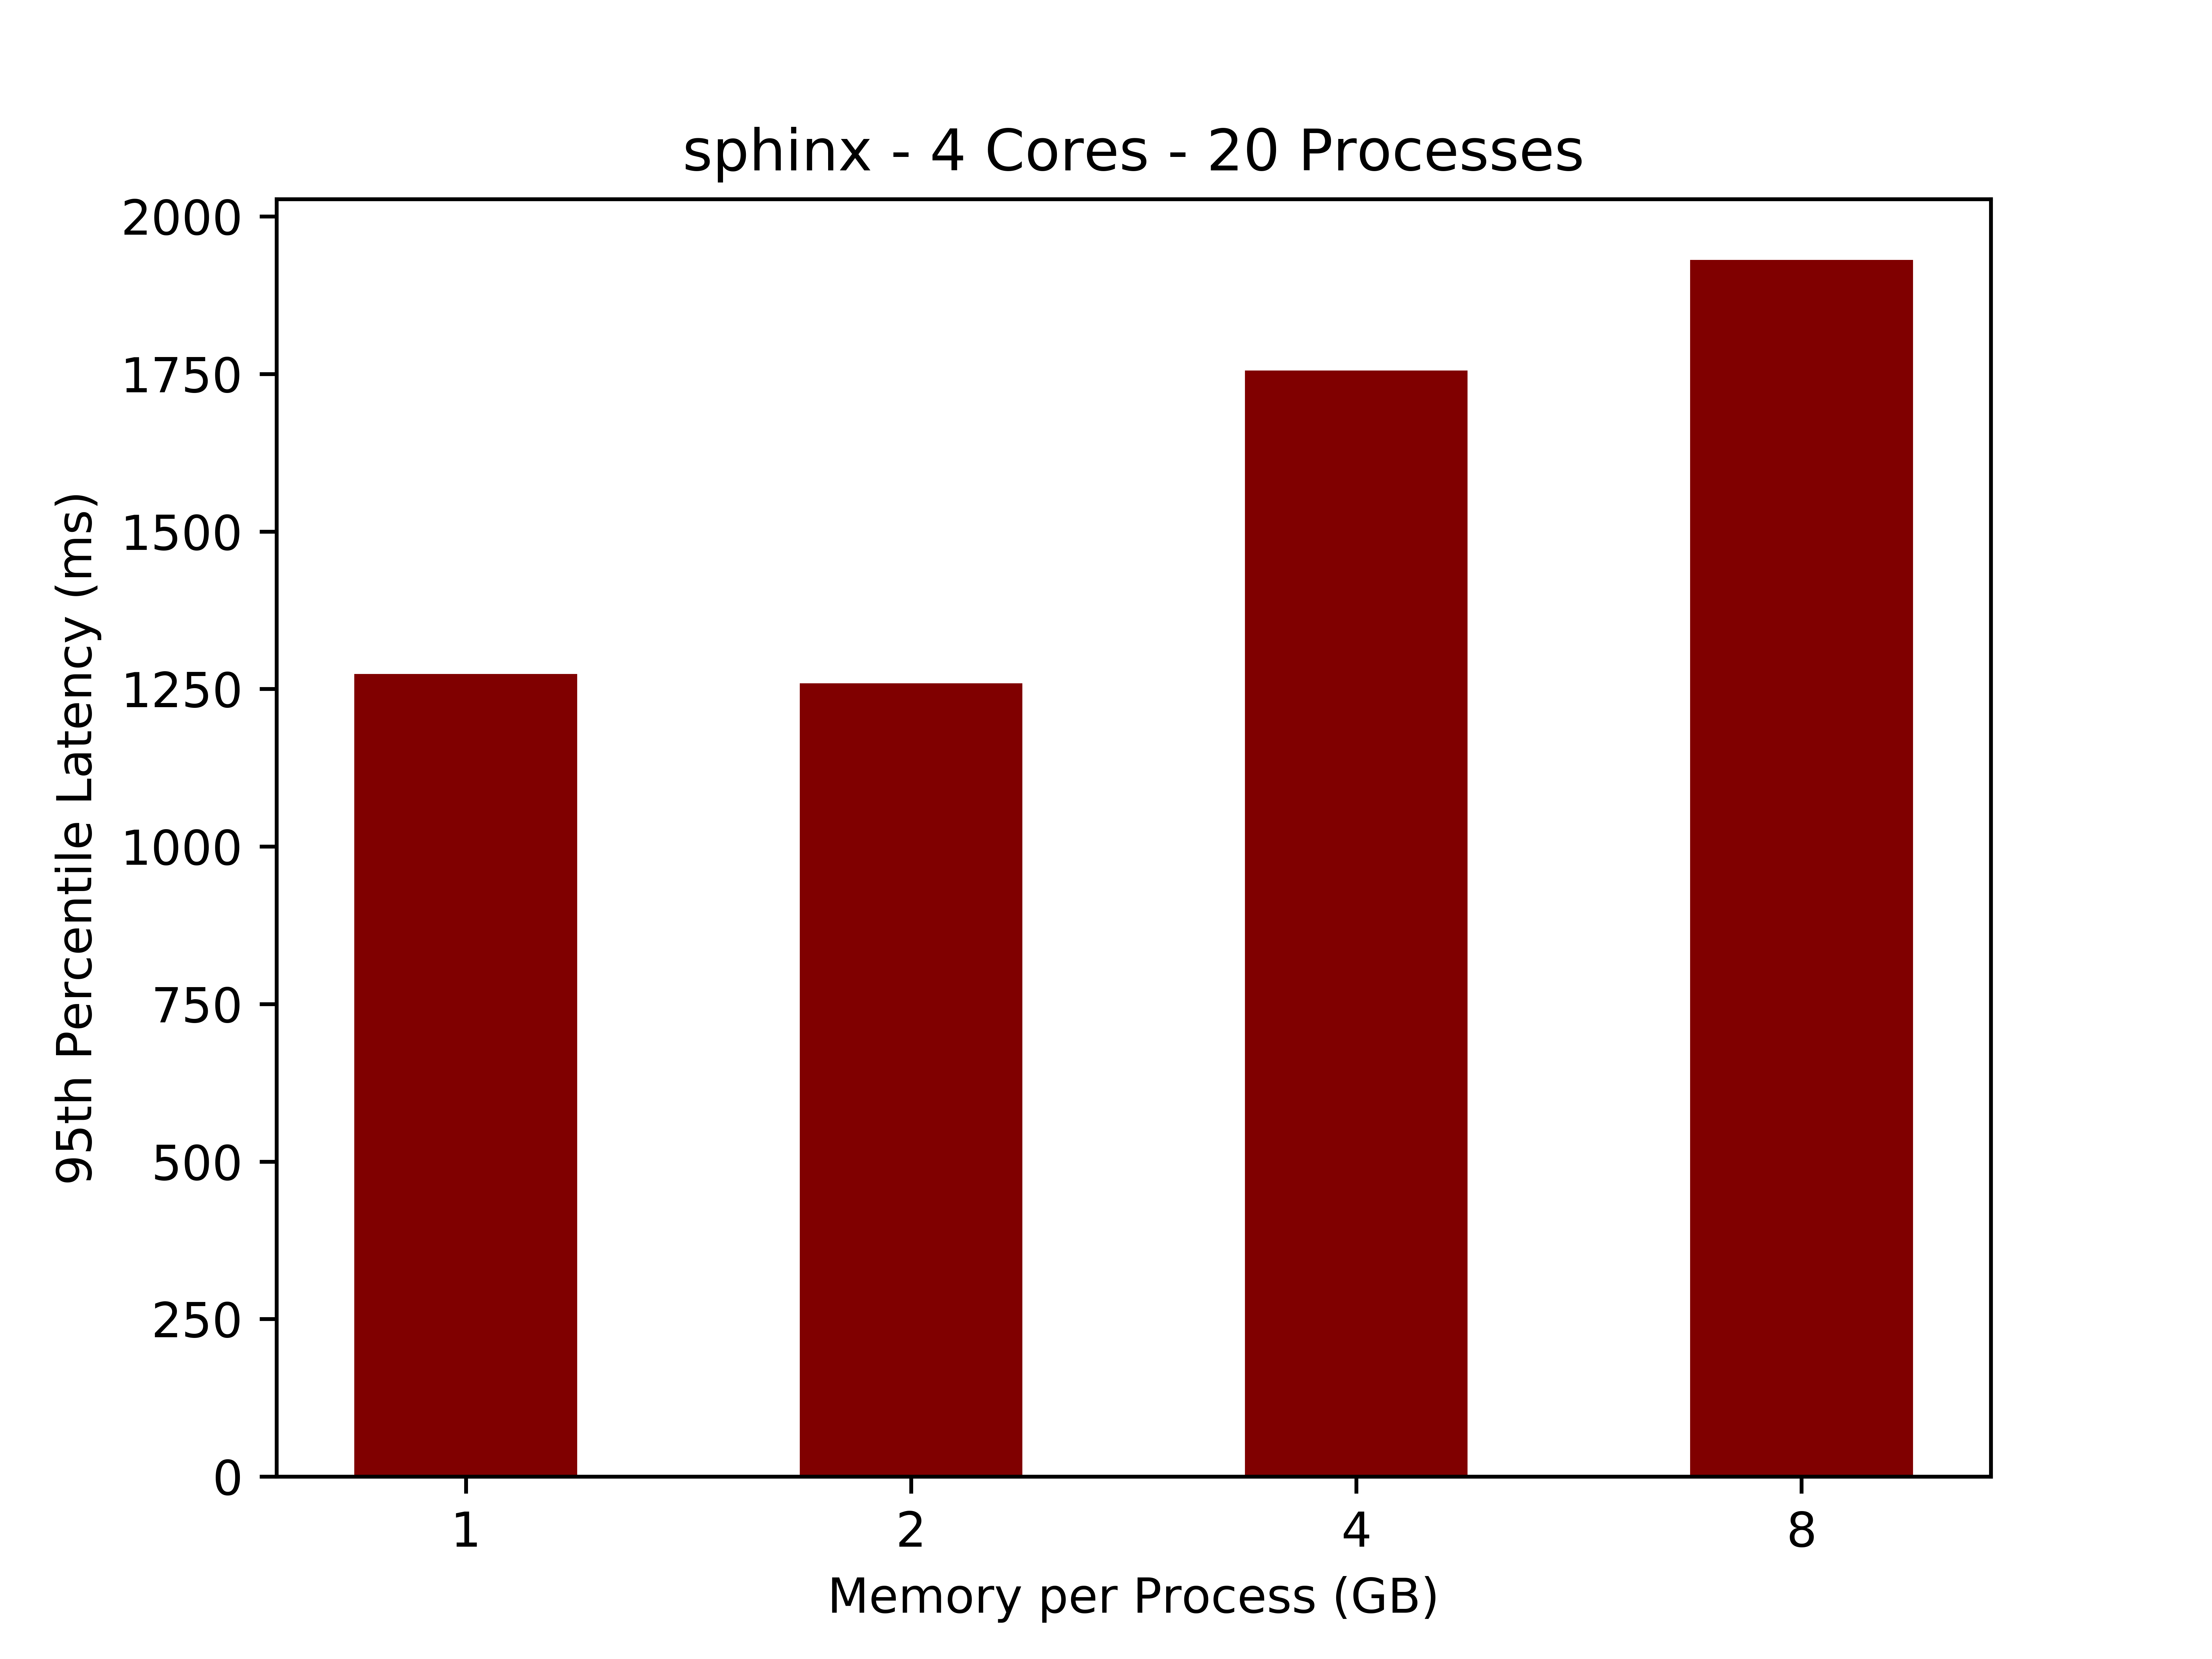 sphinx - 4 Cores - 20 Processes
2000
1750
1500
1250
1000
750
500
250
0
95th Percentile Latency (ms)
1 2 4 8
Memory per Process (GB)